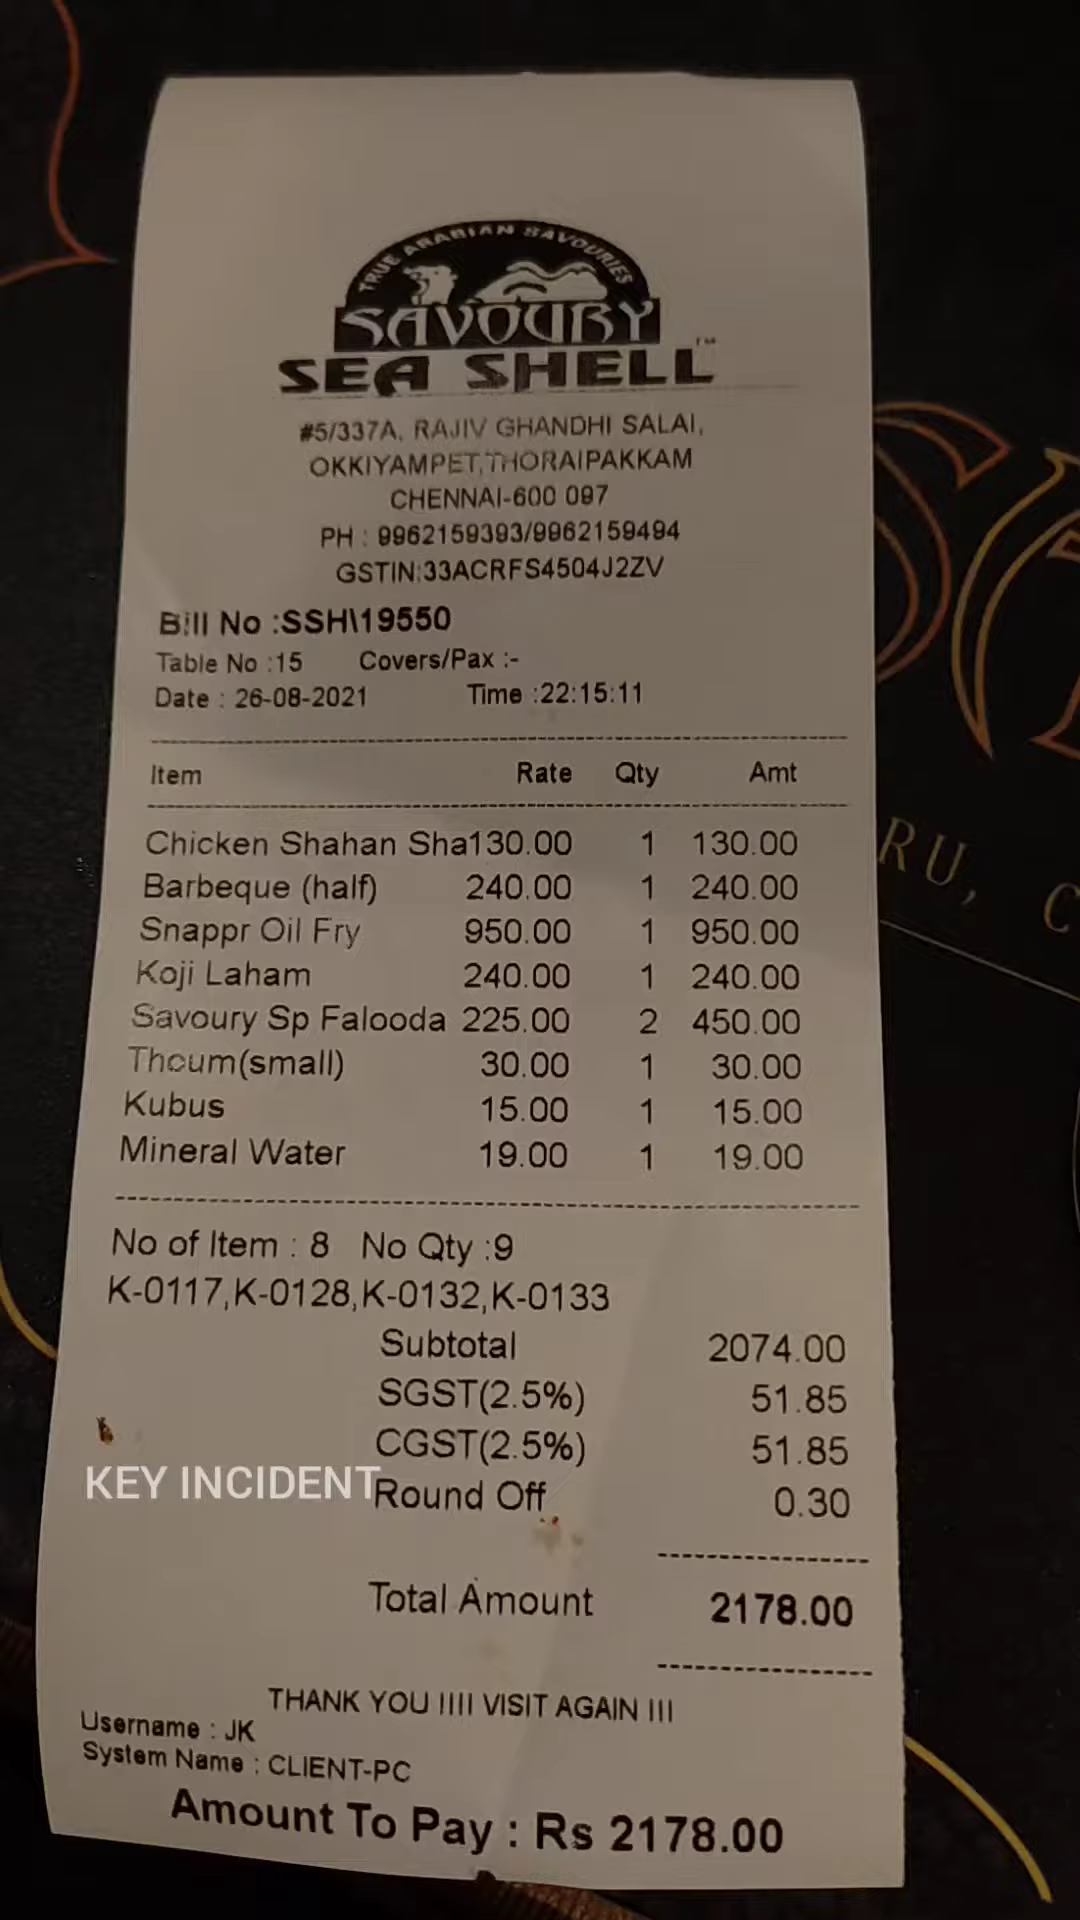 TRUE ARABIAN SAVOURIES
SAVOURY
SEA SHELL™
#5/337A, RAJIV GHANDHI SALAI,
OKKIYAMPET,THORAIPAKKAM
CHENNAI-600 097
PH : 9962159393/9962159494
GSTIN:33ACRFS4504J2ZV
Bill No :SSH\19550
Table No :15 Covers/Pax :-
Date : 26-08-2021 Time :22:15:11
Item Rate Qty Amt
Chicken Shahan Sha130.00 1 130.00
Barbeque (half) 240.00 1 240.00
Snappr Oil Fry 950.00 1 950.00
Koji Laham 240.00 1 240.00
Savoury Sp Falooda 225.00 2 450.00
Thoum(small) 30.00 1 30.00
Kubus 15.00 1 15.00
Mineral Water 19.00 1 19.00
No of Item : 8 No Qty :9
K-0117,K-0128,K-0132,K-0133
Subtotal 2074.00
SGST(2.5%) 51.85
CGST(2.5%) 51.85
KEY INCIDENT
Round Off 0.30
Total Amount 2178.00
THANK YOU !!!! VISIT AGAIN !!!
Username : JK
System Name : CLIENT-PC
Amount To Pay : Rs 2178.00
RU, C